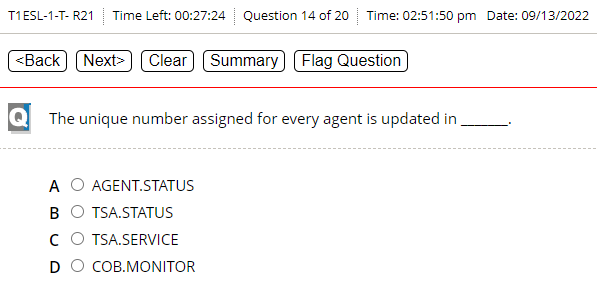 T1ESL-1-T- R21 Time Left: 00:27:24 Question 14 of 20 Time: 02:51:50 pm Date: 09/13/2022
<Back Next> Clear Summary Flag Question
Q The unique number assigned for every agent is updated in _______.
A AGENT.STATUS
B TSA.STATUS
C TSA.SERVICE
D COB.MONITOR